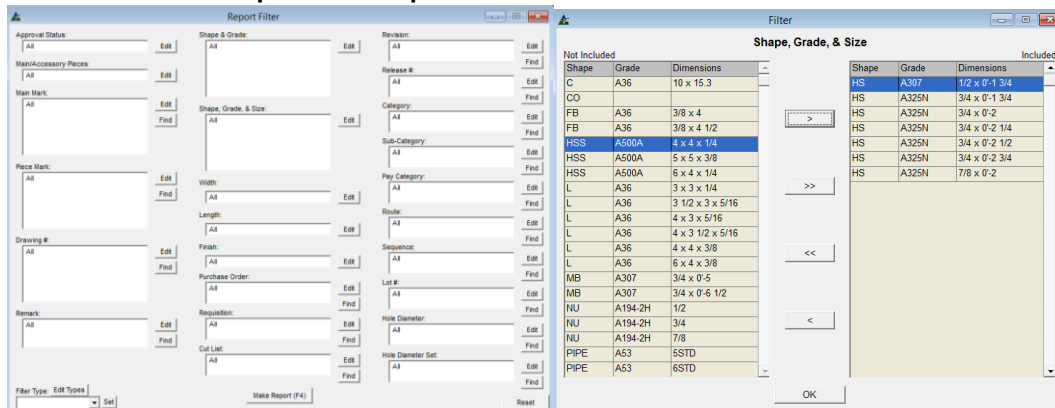 Report Filter
Approval Status:
All
Edit
Main/Accessory Pieces:
All
Edit
Main Mark:
All
Edit
Find
Piece Mark:
All
Edit
Find
Drawing #:
All
Edit
Find
Remark:
All
Edit
Find
Filter Type: Edit Types
Set
Shape & Grade:
All
Edit
Shape, Grade, & Size:
All
Edit
Width:
All
Edit
Length:
All
Edit
Finish:
All
Edit
Purchase Order:
All
Edit
Find
Requisition:
All
Edit
Find
Cut List:
All
Edit
Find
Make Report (F4)
Revision:
All
Edit
Find
Release #:
All
Edit
Find
Category:
All
Edit
Find
Sub-Category:
All
Edit
Find
Pay Category:
All
Edit
Find
Route:
All
Edit
Find
Sequence:
All
Edit
Find
Lot #:
All
Edit
Find
Hole Diameter:
All
Edit
Find
Hole Diameter Set:
All
Edit
Find
Reset
Filter
Shape, Grade, & Size
Not Included
Shape Grade Dimensions
C A36 10 x 15.3
CO
FB A36 3/8 x 4
FB A36 3/8 x 4 1/2
HSS A500A 4 x 4 x 1/4
HSS A500A 5 x 5 x 3/8
HSS A500A 6 x 4 x 1/4
L A36 3 x 3 x 1/4
L A36 3 1/2 x 3 x 5/16
L A36 4 x 3 x 5/16
L A36 4 x 3 1/2 x 5/16
L A36 4 x 4 x 3/8
L A36 6 x 4 x 3/8
MB A307 3/4 x 0'-5
MB A307 3/4 x 0'-6 1/2
NU A194-2H 1/2
NU A194-2H 3/4
NU A194-2H 7/8
PIPE A53 5STD
PIPE A53 6STD
>
>>
<<
<
Included
Shape Grade Dimensions
HS A307 1/2 x 0'-1 3/4
HS A325N 3/4 x 0'-1 3/4
HS A325N 3/4 x 0'-2
HS A325N 3/4 x 0'-2 1/4
HS A325N 3/4 x 0'-2 1/2
HS A325N 3/4 x 0'-2 3/4
HS A325N 7/8 x 0'-2
OK